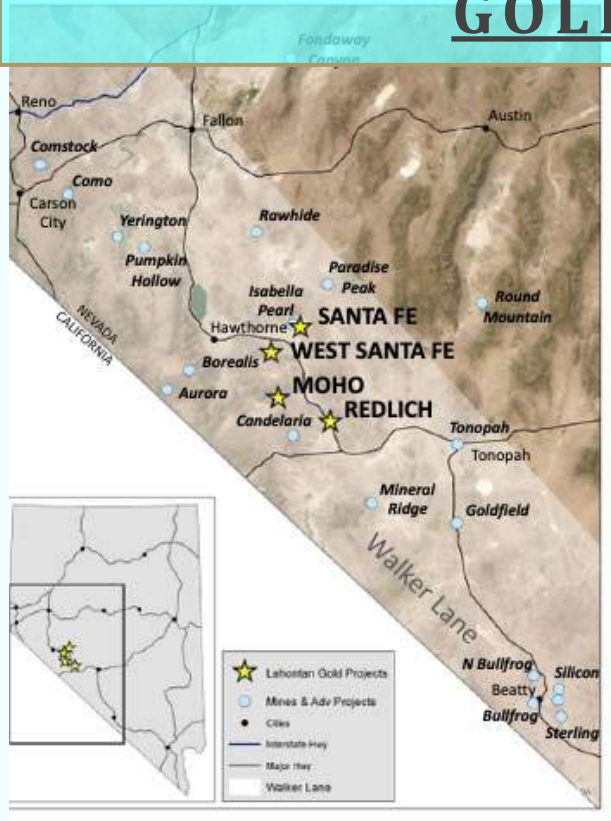 GOL
Fondaway
Canyon
Reno
Fallon
Austin
Comstock
Como
Carson
City
Yerington
Rawhide
Pumpkin
Hollow
Paradise
Peak
Isabella
Pearl
Round
Mountain
SANTA FE
Hawthorne
NEVADA
CALIFORNIA
WEST SANTA FE
Borealis
MOHO
Aurora
REDLICH
Candelaria
Tonopah
Tonopah
Mineral
Ridge
Goldfield
Walker Lane
N Bullfrog
Silicon
Beatty
Bullfrog
Sterling
Lahontan Gold Projects
Mines & Adv Projects
Cities
Interstate Hwy
Major Hwy
Walker Lane